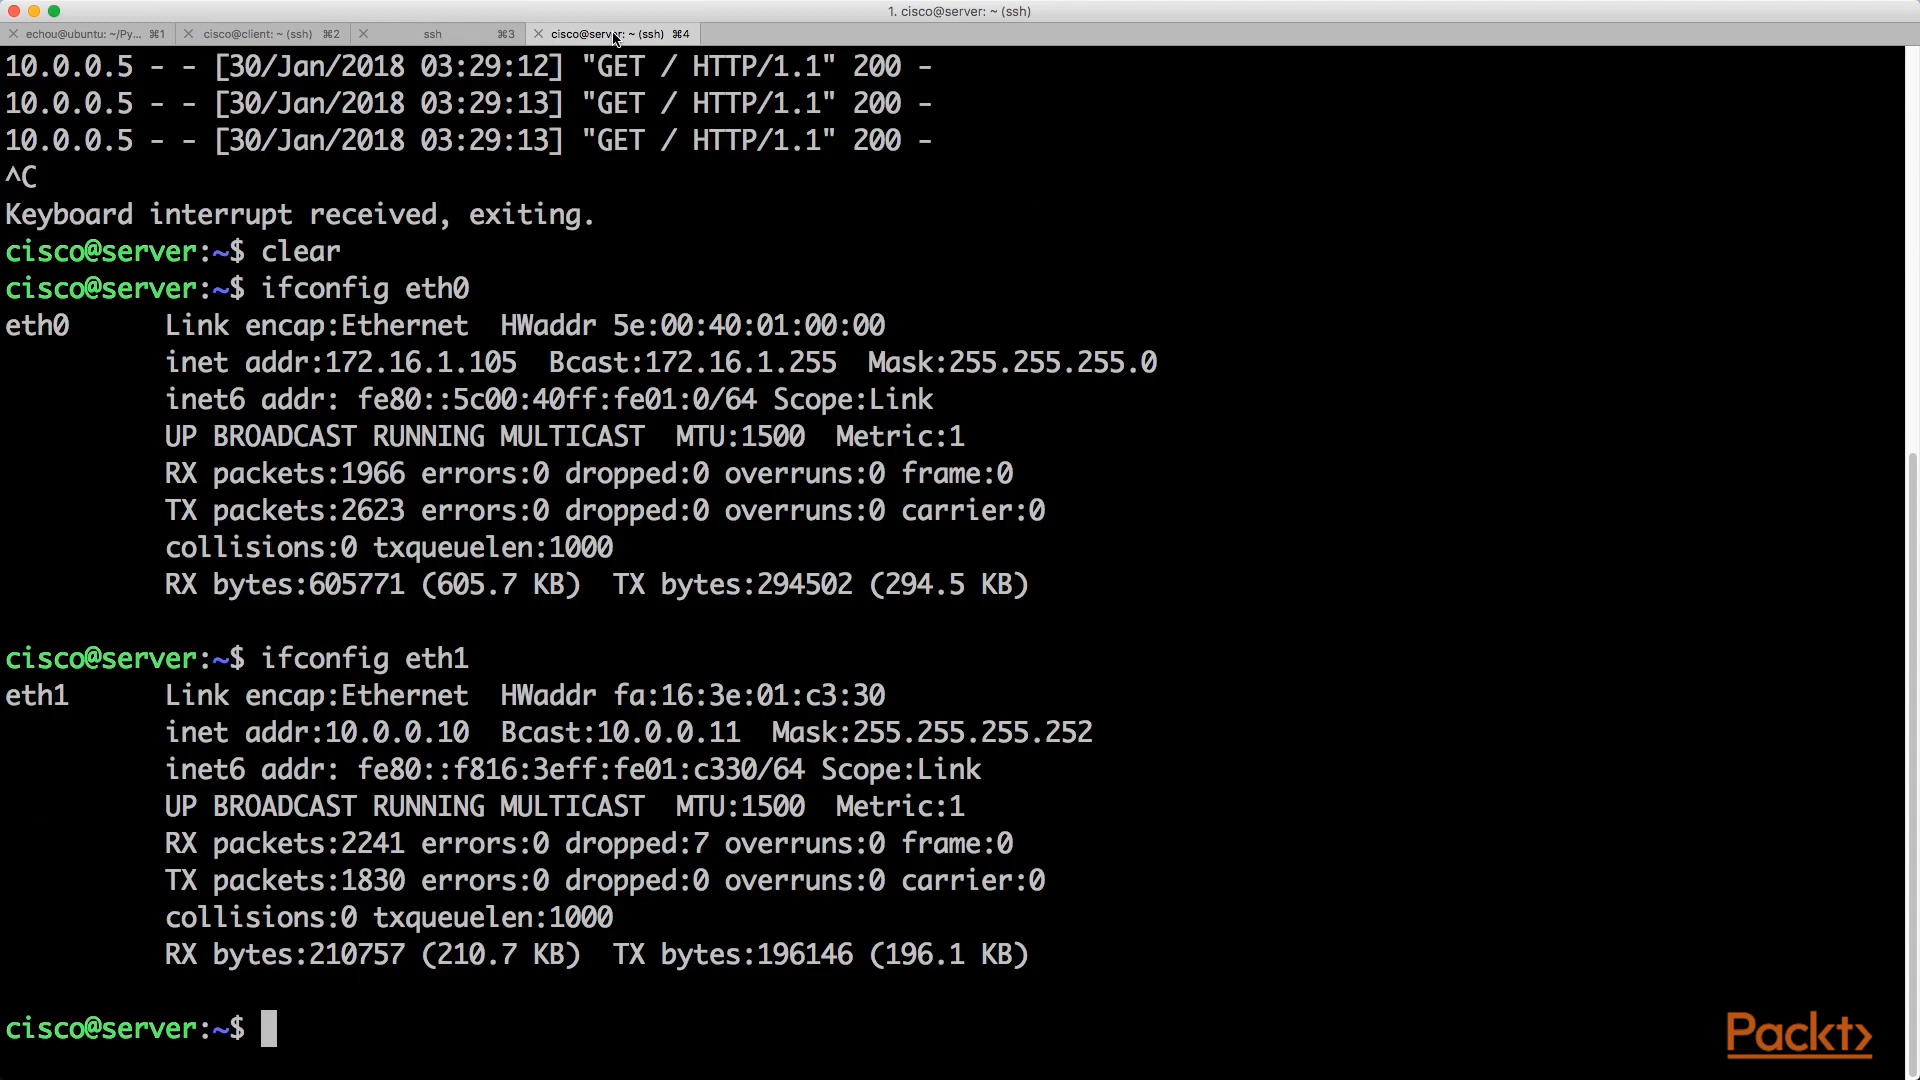 1. cisco@server: ~ (ssh)
echou@ubuntu: ~/Py... ⌘1 cisco@client: ~ (ssh) ⌘2 ssh ⌘3 cisco@server: ~ (ssh) ⌘4
10.0.0.5 - - [30/Jan/2018 03:29:12] "GET / HTTP/1.1" 200 -
10.0.0.5 - - [30/Jan/2018 03:29:13] "GET / HTTP/1.1" 200 -
10.0.0.5 - - [30/Jan/2018 03:29:13] "GET / HTTP/1.1" 200 -
^C
Keyboard interrupt received, exiting.
cisco@server:~$ clear
cisco@server:~$ ifconfig eth0
eth0      Link encap:Ethernet  HWaddr 5e:00:40:01:00:00
          inet addr:172.16.1.105  Bcast:172.16.1.255  Mask:255.255.255.0
          inet6 addr: fe80::5c00:40ff:fe01:0/64 Scope:Link
          UP BROADCAST RUNNING MULTICAST  MTU:1500  Metric:1
          RX packets:1966 errors:0 dropped:0 overruns:0 frame:0
          TX packets:2623 errors:0 dropped:0 overruns:0 carrier:0
          collisions:0 txqueuelen:1000
          RX bytes:605771 (605.7 KB)  TX bytes:294502 (294.5 KB)
cisco@server:~$ ifconfig eth1
eth1      Link encap:Ethernet  HWaddr fa:16:3e:01:c3:30
          inet addr:10.0.0.10  Bcast:10.0.0.11  Mask:255.255.255.252
          inet6 addr: fe80::f816:3eff:fe01:c330/64 Scope:Link
          UP BROADCAST RUNNING MULTICAST  MTU:1500  Metric:1
          RX packets:2241 errors:0 dropped:7 overruns:0 frame:0
          TX packets:1830 errors:0 dropped:0 overruns:0 carrier:0
          collisions:0 txqueuelen:1000
          RX bytes:210757 (210.7 KB)  TX bytes:196146 (196.1 KB)
cisco@server:~$
Packt>